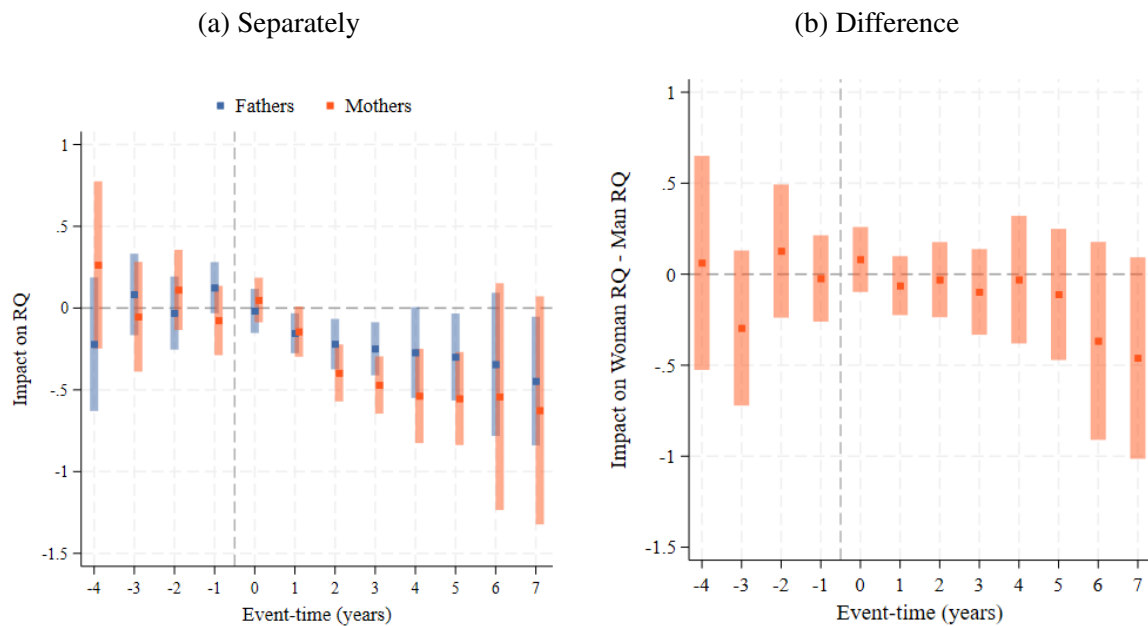 (a) Separately
Fathers Mothers
Impact on RQ
1
.5
0
-.5
-1
-1.5
-4 -3 -2 -1 0 1 2 3 4 5 6 7
Event-time (years)
(b) Difference
Impact on Woman RQ - Man RQ
1
.5
0
-.5
-1
-1.5
-4 -3 -2 -1 0 1 2 3 4 5 6 7
Event-time (years)